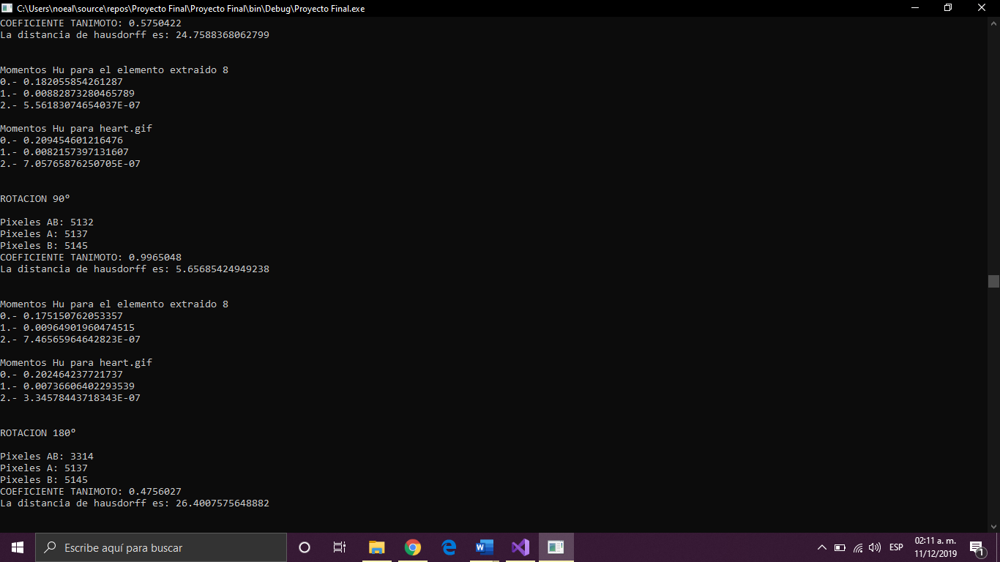 C:\Users\noeal\source\repos\Proyecto Final\Proyecto Final\bin\Debug\Proyecto Final.exe
COEFICIENTE TANIMOTO: 0.5750422
La distancia de hausdorff es: 24.7588368062799
Momentos Hu para el elemento extraido 8
0.- 0.182055854261287
1.- 0.00882873280465789
2.- 5.56183074654037E-07
Momentos Hu para heart.gif
0.- 0.209454601216476
1.- 0.0082157397131607
2.- 7.05765876250705E-07
ROTACION 90º
Pixeles AB: 5132
Pixeles A: 5137
Pixeles B: 5145
COEFICIENTE TANIMOTO: 0.9965048
La distancia de hausdorff es: 5.65685424949238
Momentos Hu para el elemento extraido 8
0.- 0.175150762053357
1.- 0.00964901960474515
2.- 7.46565964642823E-07
Momentos Hu para heart.gif
0.- 0.202464237721737
1.- 0.00736606402293539
2.- 3.34578443718343E-07
ROTACION 180º
Pixeles AB: 3314
Pixeles A: 5137
Pixeles B: 5145
COEFICIENTE TANIMOTO: 0.4756027
La distancia de hausdorff es: 26.4007575648882
Escribe aquí para buscar
ESP
02:11 a. m.
11/12/2019
1